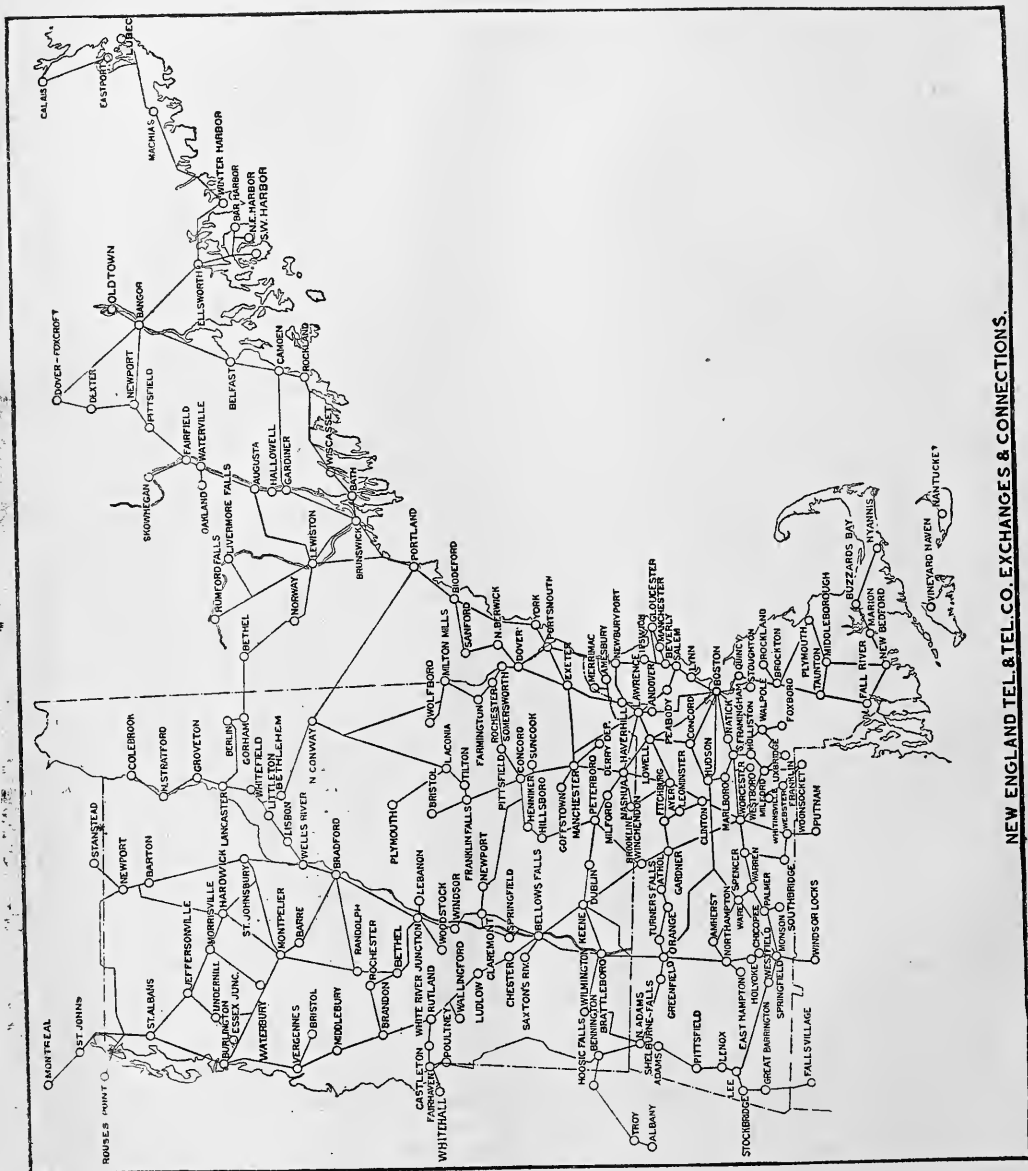 MONTREAL
ST JOHNS
ROUSES POINT
STANSTEAD
NEWPORT
BARTON
ST.ALBANS
JEFFERSONVILLE
MORRISVILLE
HARDWICK
LANCASTER
UNDERHILL
ESSEX JUNC.
BURLINGTON
WATERBURY
ST. JOHNSBURY
MONTPELIER
BARRE
VERGENNES
BRISTOL
MIDDLEBURY
BRANDON
RANDOLPH
ROCHESTER
BETHEL
WELLS RIVER
BRADFORD
COLEBROOK
N.STRATFORD
GROVETON
BERLIN
GORHAM
WHITEFIELD
LITTLETON
BETHLEHEM
LISBON
N CONWAY
PLYMOUTH
CASTLETON
FAIRHAVEN
WHITEHALL
POULTNEY
RUTLAND
WALLINGFORD
WHITE RIVER JUNCTION
LEBANON
WOODSTOCK
WINDSOR
CLAREMONT
NEWPORT
LUDLOW
CHESTER
SPRINGFIELD
SAXTON'S RIV.
BELLOWS FALLS
BRISTOL
LACONIA
TILTON
FRANKLIN FALLS
WOLFBORO
MILTON MILLS
FARMINGTON
ROCHESTER
SOMERSWORTH
PITTSFIELD
CONCORD
SUNCOOK
HENNIKER
HILLSBORO
GOFFSTOWN
MANCHESTER
DERRY DEP.
PETERBORO
MILFORD
NASHUA
BROOKLINE
WINCHENDON
DUBLIN
KEENE
WILMINGTON
BRATTLEBORO
BENNINGTON
HOOSIC FALLS
TROY
ALBANY
N. ADAMS
ADAMS
SHELBURNE-FALLS
GREENFIELD
TURNERS FALLS
ORANGE
ATHOL
GARDNER
FITCHBURG
AYER
LEOMINSTER
LOWELL
HAVERHILL
LAWRENCE
ANDOVER
MERRIMAC
AMESBURY
NEWBURYPORT
IPSWICH
GLOUCESTER
MANCHESTER
BEVERLY
SALEM
PEABODY
LYNN
BOSTON
CONCORD
HUDSON
CLINTON
MARLBORO
NATICK
S. FRAMINGHAM
WORCESTER
WESTBORO
HOLLISTON
MILFORD
WHITINSVILLE
UXBRIDGE
WEBSTER
FRANKLIN
WOONSOCKET
PUTNAM
SOUTHBRIDGE
SPENCER
WARREN
WARE
PALMER
MONSON
AMHERST
NORTHAMPTON
EAST HAMPTON
HOLYOKE
CHICOPEE
WESTFIELD
SPRINGFIELD
WINDSOR LOCKS
PITTSFIELD
LENOX
LEE
STOCKBRIDGE
GREAT BARRINGTON
FALLS VILLAGE
QUINCY
STOUGHTON
WALPOLE
ROCKLAND
BROCKTON
FOXBORO
PLYMOUTH
TAUNTON
MIDDLEBOROUGH
FALL RIVER
NEW BEDFORD
MARION
BUZZARDS BAY
HYANNIS
VINEYARD HAVEN
NANTUCKET
EXETER
PORTSMOUTH
DOVER
YORK
N.BERWICK
SANFORD
BIDDEFORD
PORTLAND
BRUNSWICK
BATH
WISCASSET
LEWISTON
NORWAY
BETHEL
RUMFORD FALLS
LIVERMORE FALLS
AUGUSTA
HALLOWELL
GARDINER
OAKLAND
WATERVILLE
FAIRFIELD
SKOWHEGAN
PITTSFIELD
NEWPORT
DEXTER
DOVER-FOXCROFT
OLDTOWN
BANGOR
BELFAST
CAMDEN
ROCKLAND
ELLSWORTH
WINTER HARBOR
BAR HARBOR
N.E.HARBOR
S.W.HARBOR
MACHIAS
EASTPORT
LUBEC
CALAIS
NEW ENGLAND TEL.& TEL. CO. EXCHANGES & CONNECTIONS.